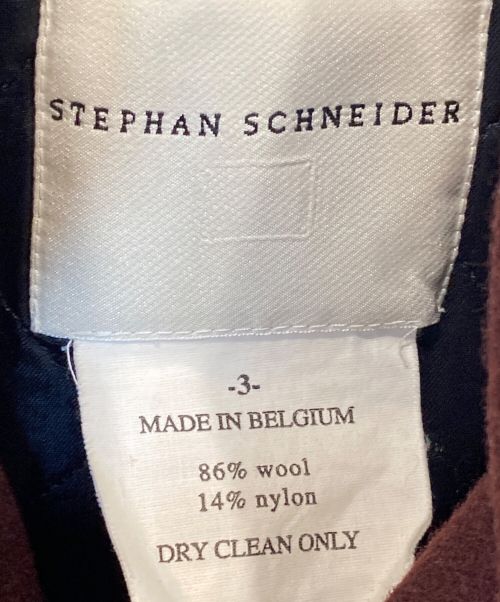 STEPHAN SCHNEIDER
-3-
MADE IN BELGIUM
86% wool
14% nylon
DRY CLEAN ONLY